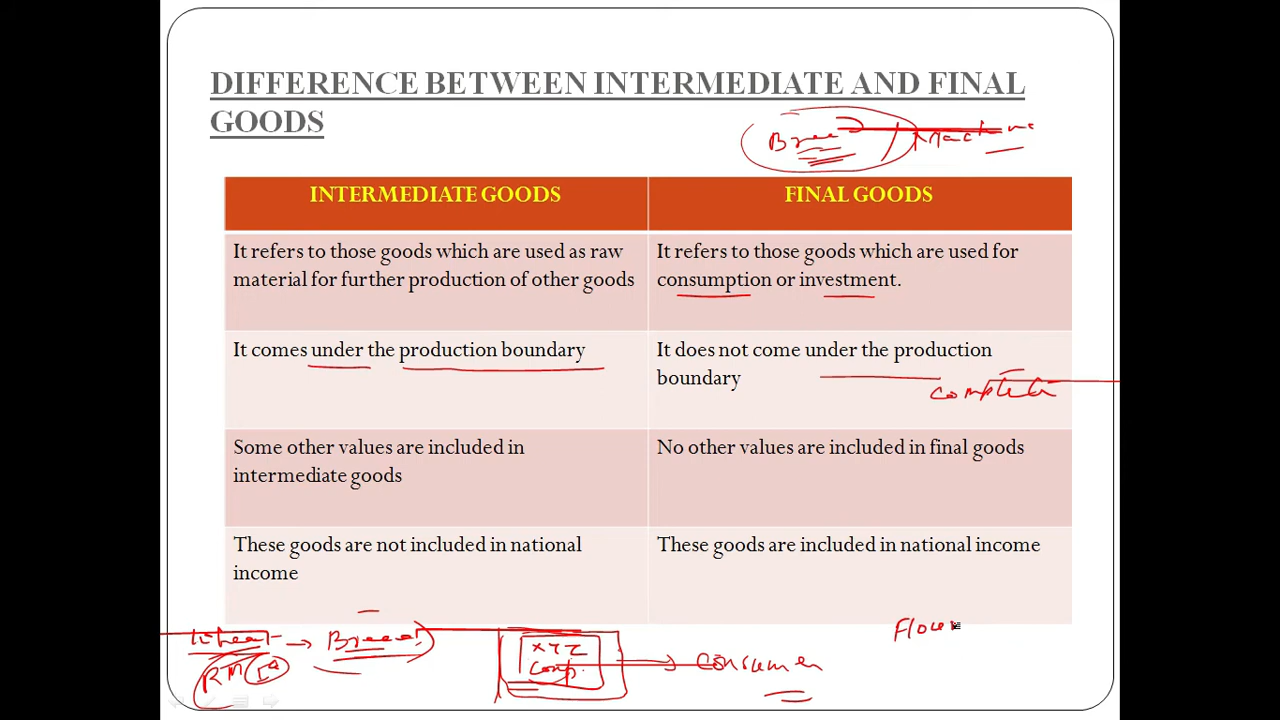 DIFFERENCE BETWEEN INTERMEDIATE AND FINAL
GOODS
Bread / Machine
INTERMEDIATE GOODS
FINAL GOODS
It refers to those goods which are used as raw
material for further production of other goods
It refers to those goods which are used for
consumption or investment.
It comes under the production boundary
It does not come under the production
boundary
Complete
Some other values are included in
intermediate goods
No other values are included in final goods
These goods are not included in national
income
These goods are included in national income
Wheat → Bread
RM
XYZ
Comp.
Consumer
Flour